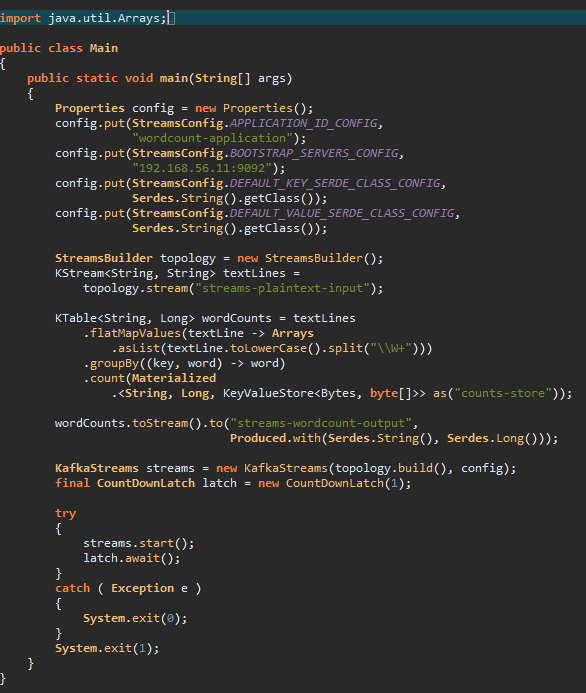 import java.util.Arrays;
public class Main
{
    public static void main(String[] args)
    {
        Properties config = new Properties();
        config.put(StreamsConfig.APPLICATION_ID_CONFIG,
                   "wordcount-application");
        config.put(StreamsConfig.BOOTSTRAP_SERVERS_CONFIG,
                   "192.168.56.11:9092");
        config.put(StreamsConfig.DEFAULT_KEY_SERDE_CLASS_CONFIG,
                   Serdes.String().getClass());
        config.put(StreamsConfig.DEFAULT_VALUE_SERDE_CLASS_CONFIG,
                   Serdes.String().getClass());
        StreamsBuilder topology = new StreamsBuilder();
        KStream<String, String> textLines =
            topology.stream("streams-plaintext-input");
        KTable<String, Long> wordCounts = textLines
            .flatMapValues(textLine -> Arrays
                .asList(textLine.toLowerCase().split("\\W+")))
            .groupBy((key, word) -> word)
            .count(Materialized
                .<String, Long, KeyValueStore<Bytes, byte[]>> as("counts-store"));
        wordCounts.toStream().to("streams-wordcount-output",
                                 Produced.with(Serdes.String(), Serdes.Long()));
        KafkaStreams streams = new KafkaStreams(topology.build(), config);
        final CountDownLatch latch = new CountDownLatch(1);
        try
        {
            streams.start();
            latch.await();
        }
        catch ( Exception e )
        {
            System.exit(0);
        }
        System.exit(1);
    }
}